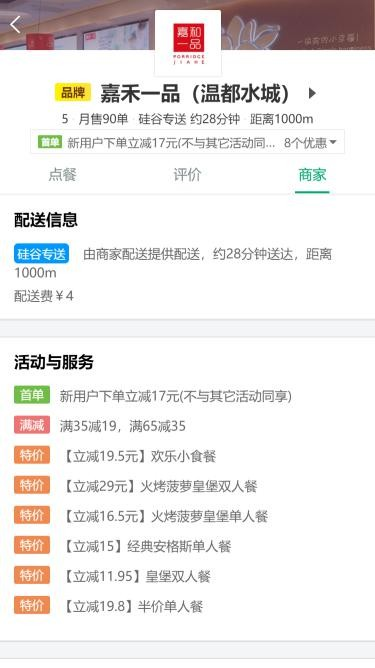 嘉和
一品
PORRIDGE
JIAHE
品牌 嘉禾一品（温都水城）
5 月售90单 硅谷专送 约28分钟 距离1000m
首单 新用户下单立减17元(不与其它活动同... 8个优惠
点餐 评价 商家
配送信息
硅谷专送 由商家配送提供配送，约28分钟送达，距离
1000m
配送费￥4
活动与服务
首单 新用户下单立减17元(不与其它活动同享)
满减 满35减19，满65减35
特价 【立减19.5元】欢乐小食餐
特价 【立减29元】火烤菠萝皇堡双人餐
特价 【立减16.5元】火烤菠萝皇堡单人餐
特价 【立减15】经典安格斯单人餐
特价 【立减11.95】皇堡双人餐
特价 【立减19.8】半价单人餐